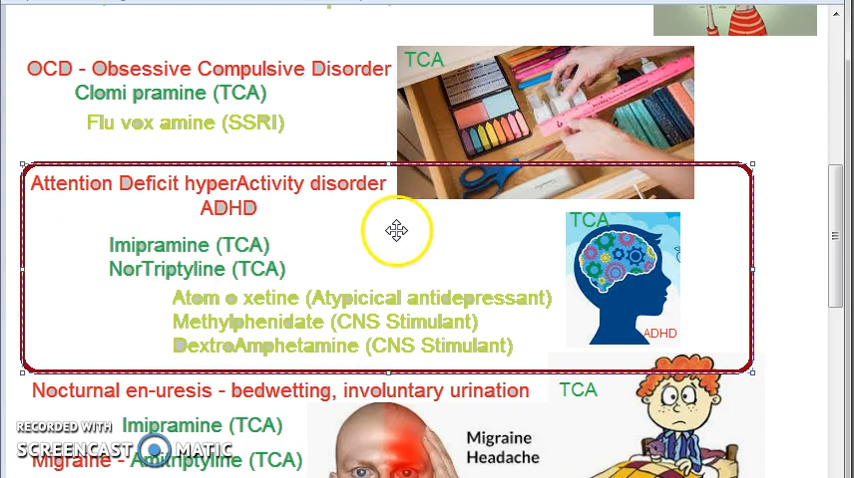 OCD - Obsessive Compulsive Disorder
TCA
Clomi pramine (TCA)
Flu vox amine (SSRI)
Attention Deficit hyperActivity disorder
ADHD
TCA
Imipramine (TCA)
NorTriptyline (TCA)
Atom o xetine (Atypicical antidepressant)
Methylphenidate (CNS Stimulant)
ADHD
DextroAmphetamine (CNS Stimulant)
Nocturnal en-uresis - bedwetting, involuntary urination
TCA
Imipramine (TCA)
Migraine - Amitriptyline (TCA)
Migraine
Headache
RECORDED WITH
SCREENCAST MATIC